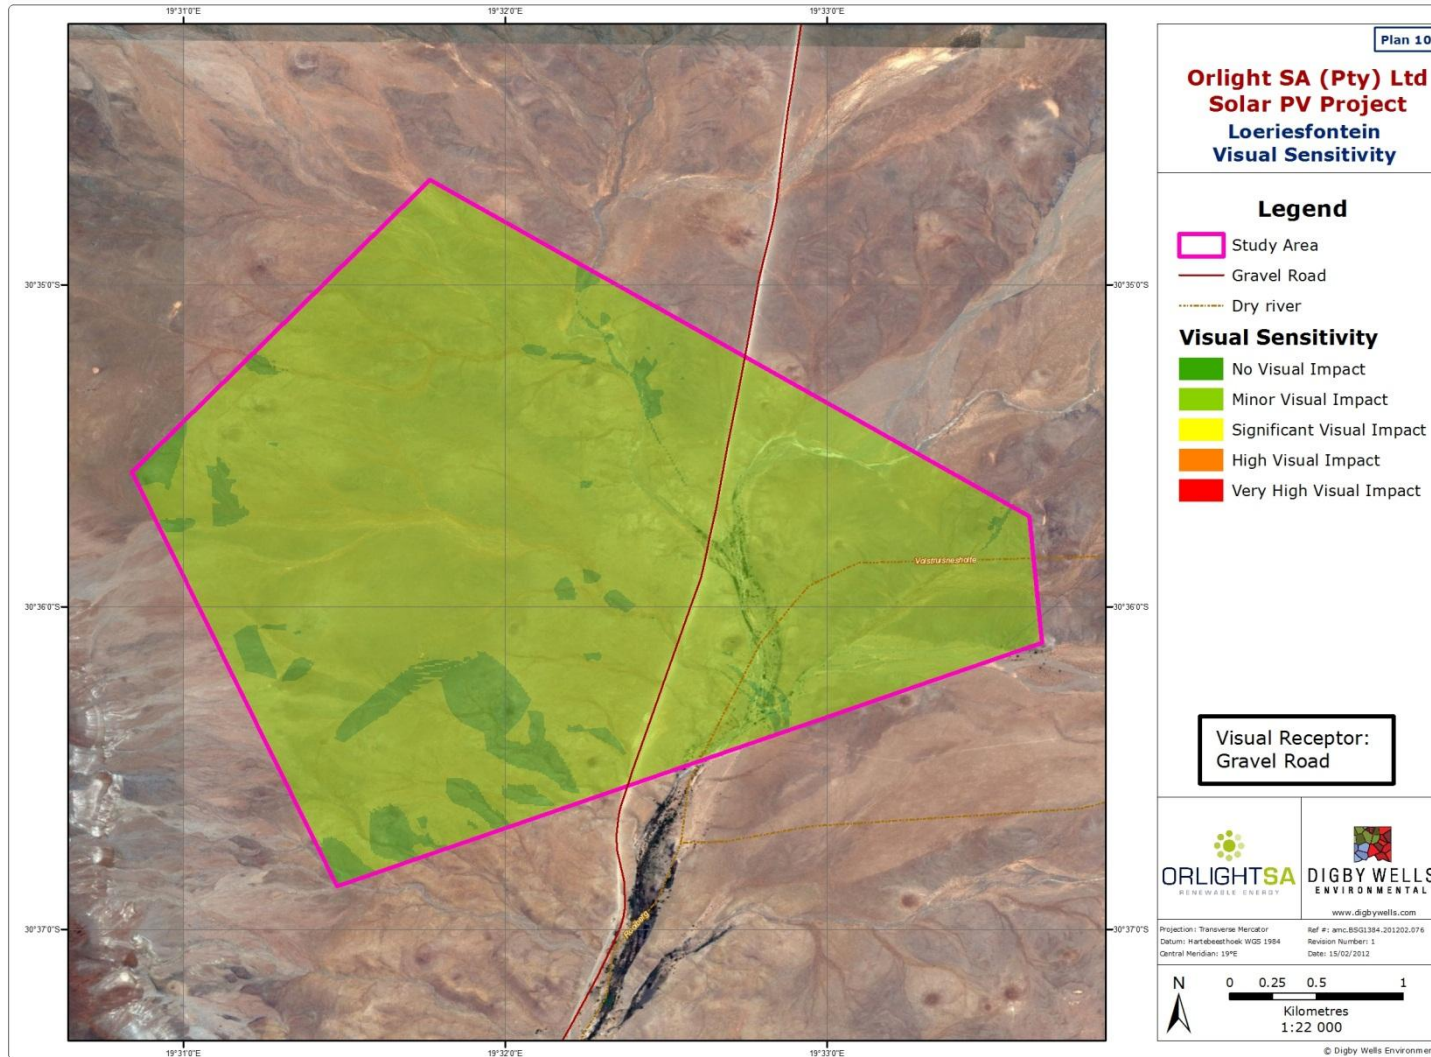 19°31'0"E
19°32'0"E
19°33'0"E
Plan 10
Orlight SA (Pty) Ltd
Solar PV Project
Loeriesfontein
Visual Sensitivity
Legend
Study Area
Gravel Road
Dry river
Visual Sensitivity
No Visual Impact
Minor Visual Impact
Significant Visual Impact
High Visual Impact
Very High Visual Impact
30°35'0"S
30°35'0"S
30°36'0"S
30°36'0"S
Rooiberg
30°37'0"S
30°37'0"S
Visual Receptor:
Gravel Road
ORLIGHTSA
RENEWABLE ENERGY
DIGBY WELLS
ENVIRONMENTAL
www.digbywells.com
Projection: Transverse Mercator
Datum: Hartebeesthoek WGS 1984
Central Meridian: 19°E
Ref #: amc.BSG1384.201202.076
Revision Number: 1
Date: 15/02/2012
N
0 0.25 0.5 1
Kilometres
1:22 000
19°31'0"E
19°32'0"E
19°33'0"E
© Digby Wells Environmen